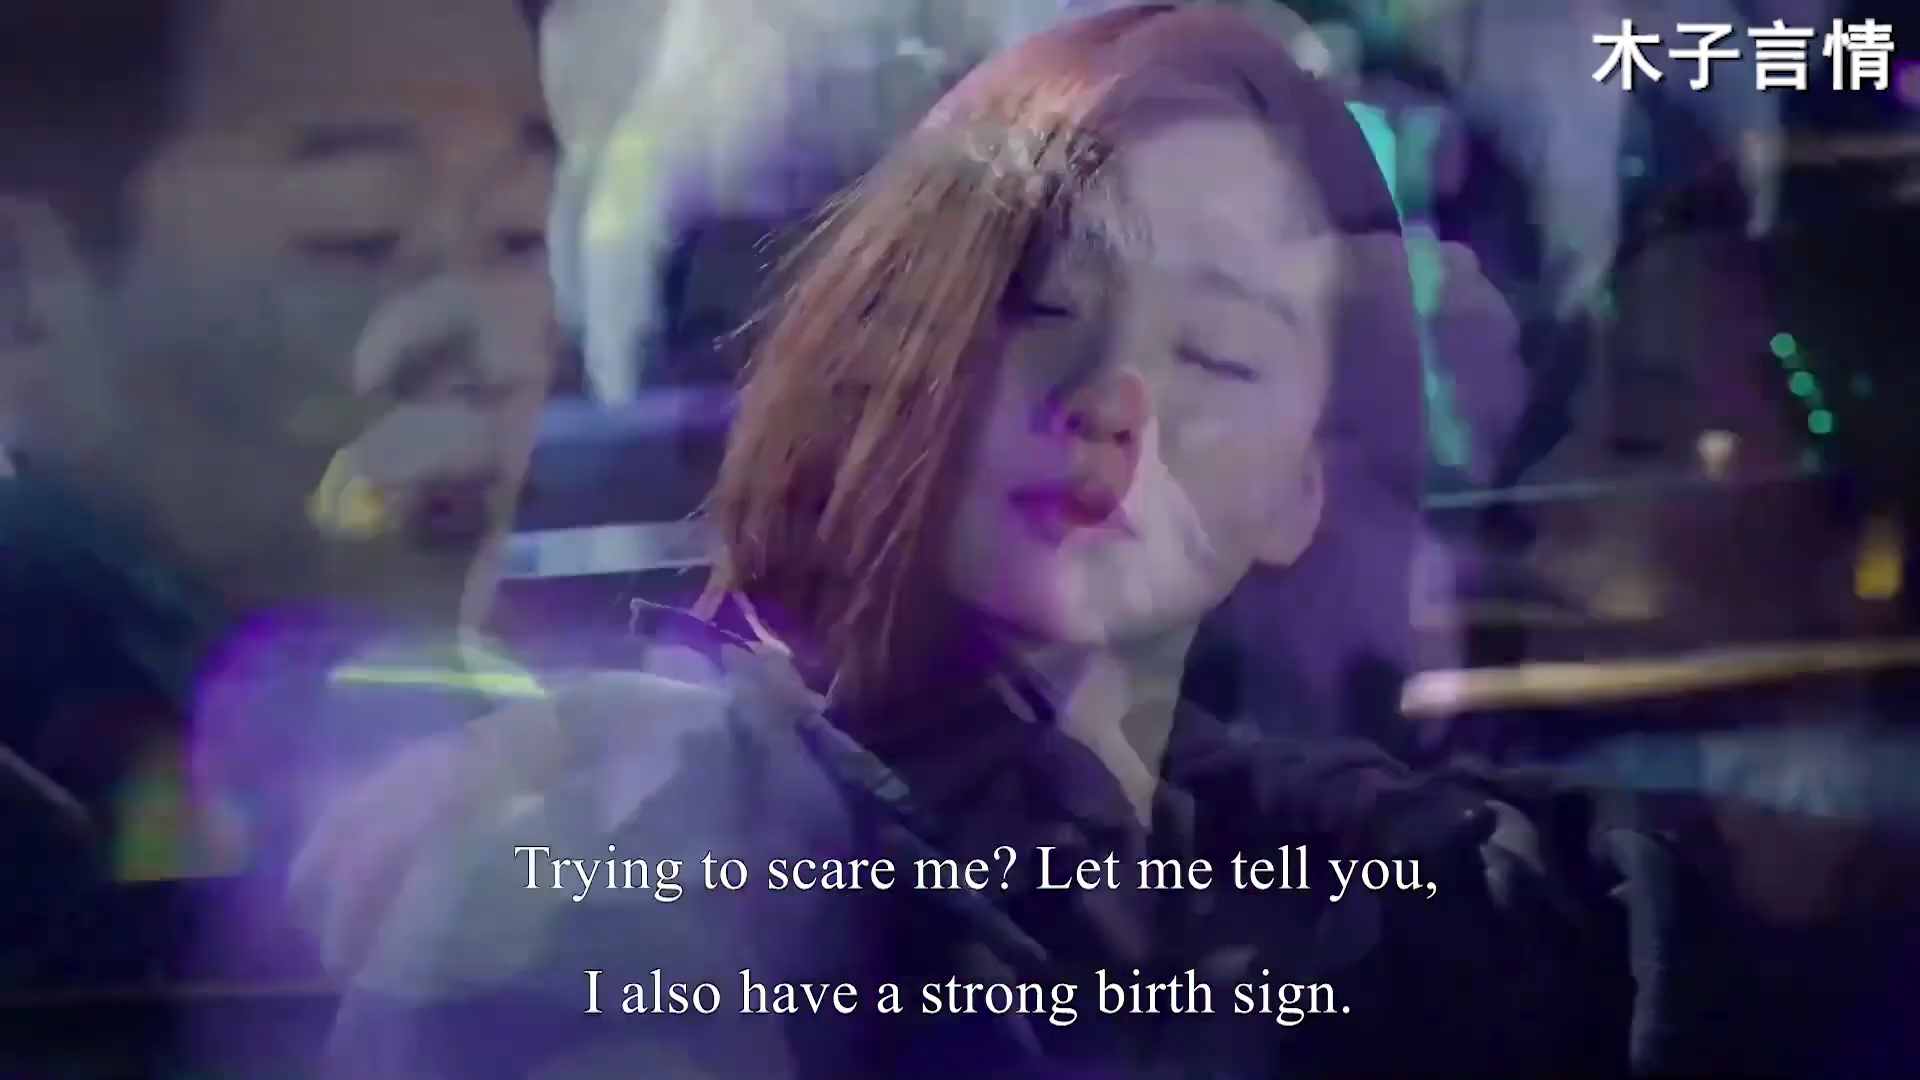 木子言情
Trying to scare me? Let me tell you,
I also have a strong birth sign.